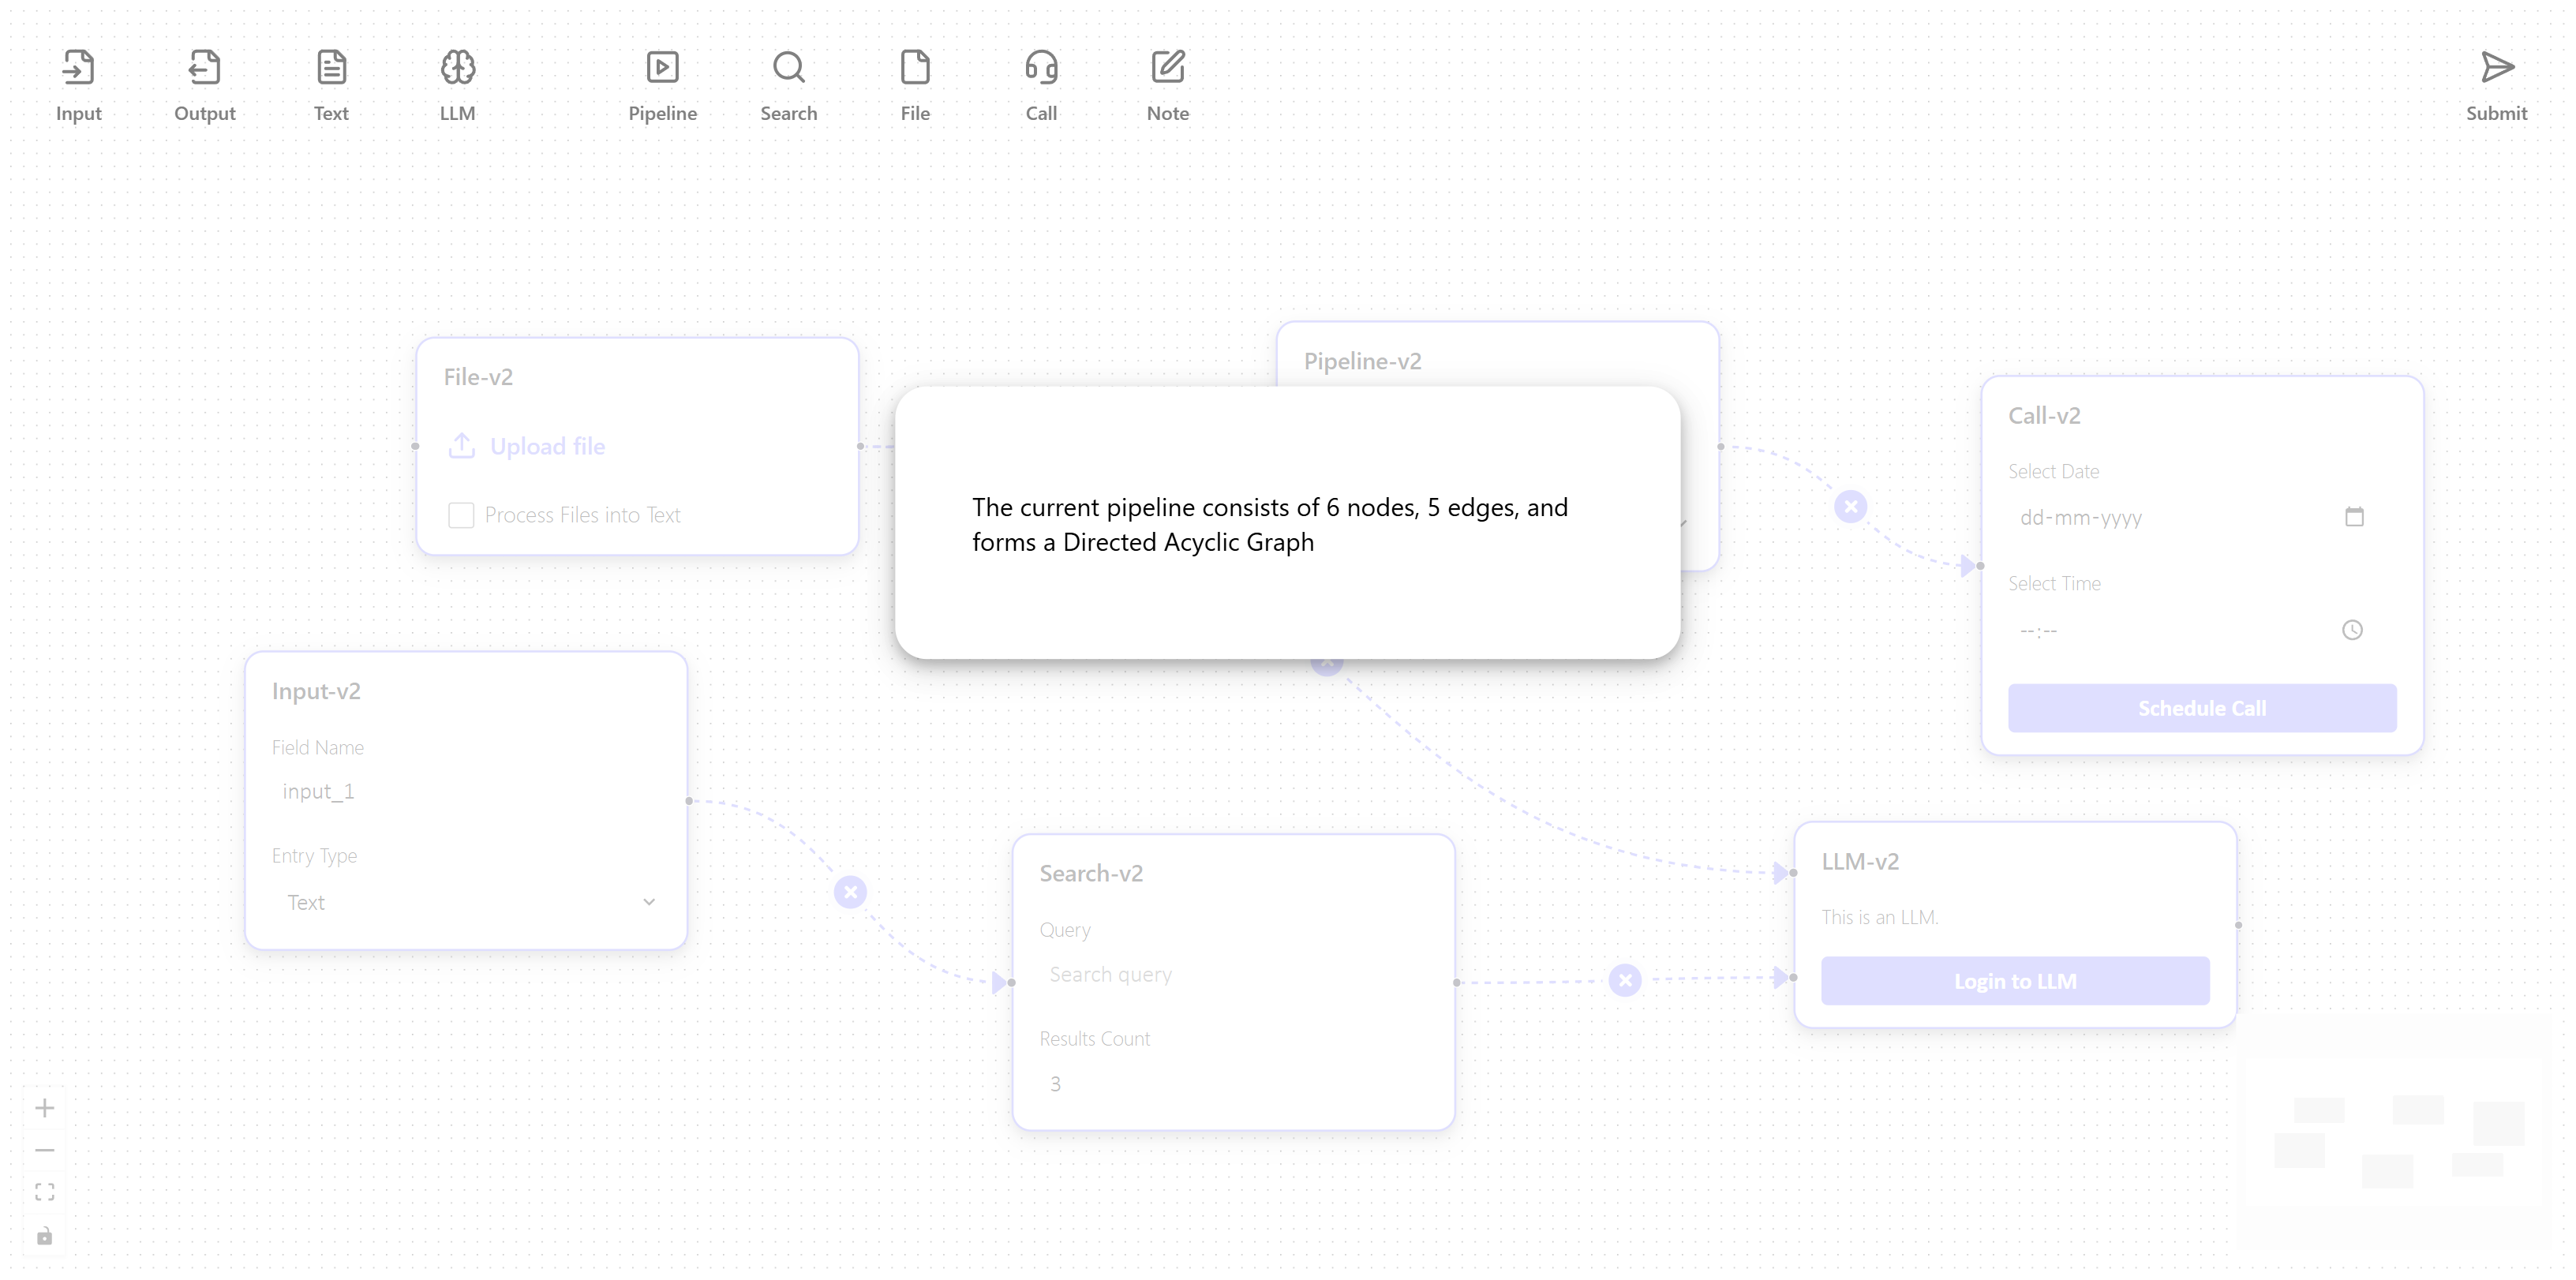 Input
Output
Text
LLM
Pipeline
Search
File
Call
Note
Submit
File-v2
Upload file
Process Files into Text
Pipeline-v2
The current pipeline consists of 6 nodes, 5 edges, and
forms a Directed Acyclic Graph
Call-v2
Select Date
dd-mm-yyyy
Select Time
--:--
Schedule Call
Input-v2
Field Name
input_1
Entry Type
Text
Search-v2
Query
Search query
Results Count
3
LLM-v2
This is an LLM.
Login to LLM